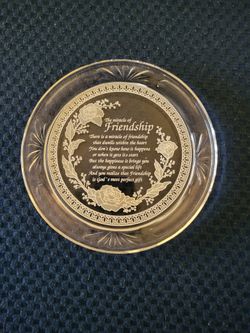 The miracle of
Friendship
There is a miracle of friendship
that dwells within the heart
You don't know how it happens
or when it gets it's start
But the happiness it brings you
always gives a special lift
And you realize that Friendship
is God's most perfect gift